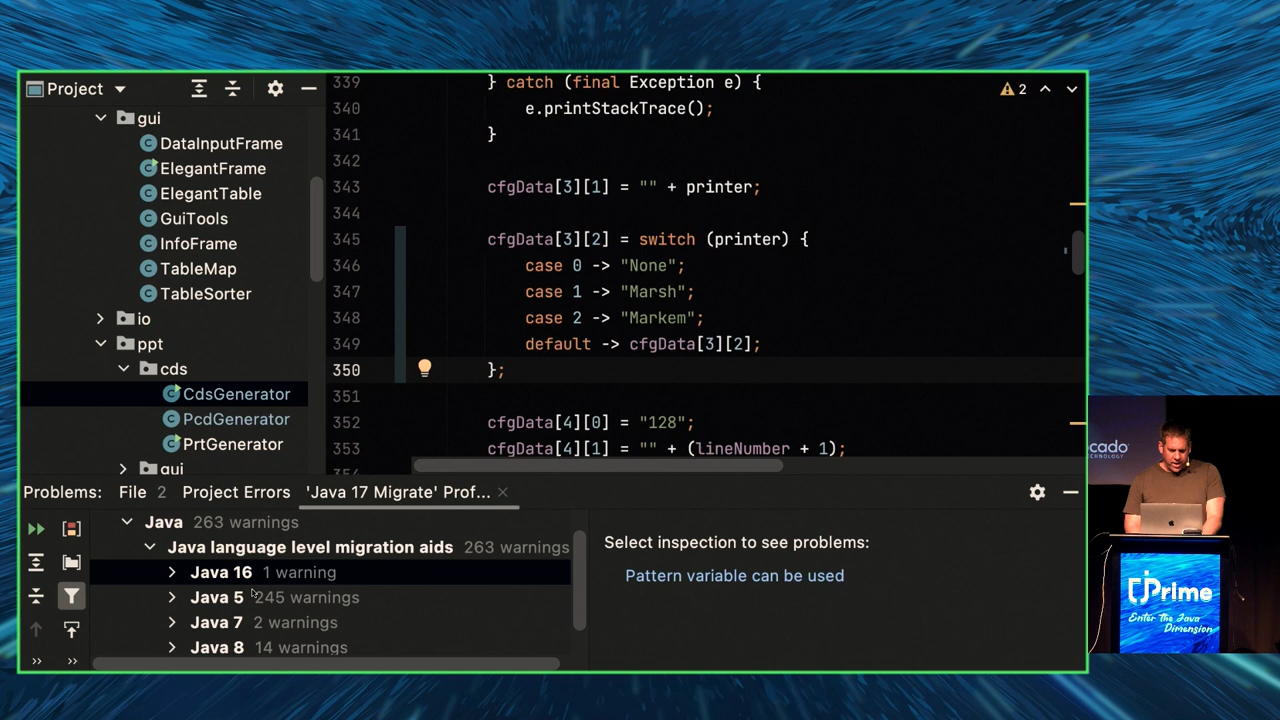 Project
gui
DataInputFrame
ElegantFrame
ElegantTable
GuiTools
InfoFrame
TableMap
TableSorter
io
ppt
cds
CdsGenerator
PcdGenerator
PrtGenerator
gui
339 } catch (final Exception e) {
340 e.printStackTrace();
341 }
342
343 cfgData[3][1] = "" + printer;
344
345 cfgData[3][2] = switch (printer) {
346 case 0 -> "None";
347 case 1 -> "Marsh";
348 case 2 -> "Markem";
349 default -> cfgData[3][2];
350 };
351
352 cfgData[4][0] = "128";
353 cfgData[4][1] = "" + (lineNumber + 1);
354
2
Problems: File 2 Project Errors 'Java 17 Migrate' Prof...
Java 263 warnings
Java language level migration aids 263 warnings
Java 16 1 warning
Java 5 245 warnings
Java 7 2 warnings
Java 8 14 warnings
Select inspection to see problems:
Pattern variable can be used
cado
TECHNOLOGY
jPrime
Enter the Java
Dimension